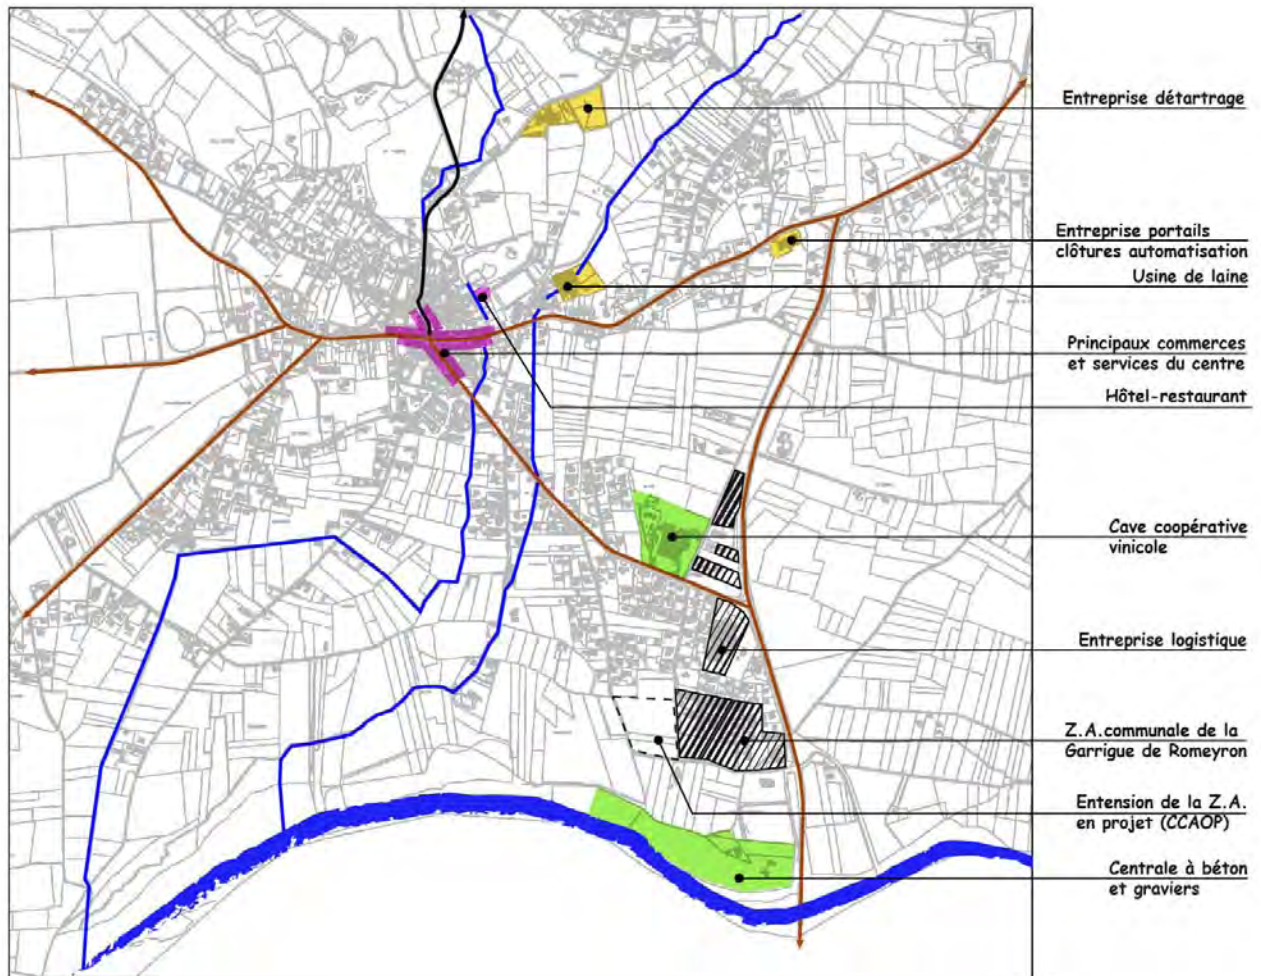 Entreprise détartrage
Entreprise portails
clôtures automatisation
Usine de laine
Principaux commerces
et services du centre
Hôtel-restaurant
Cave coopérative
vinicole
Entreprise logistique
Z.A.communale de la
Garrigue de Romeyron
Entension de la Z.A.
en projet (CCAOP)
Centrale à béton
et graviers